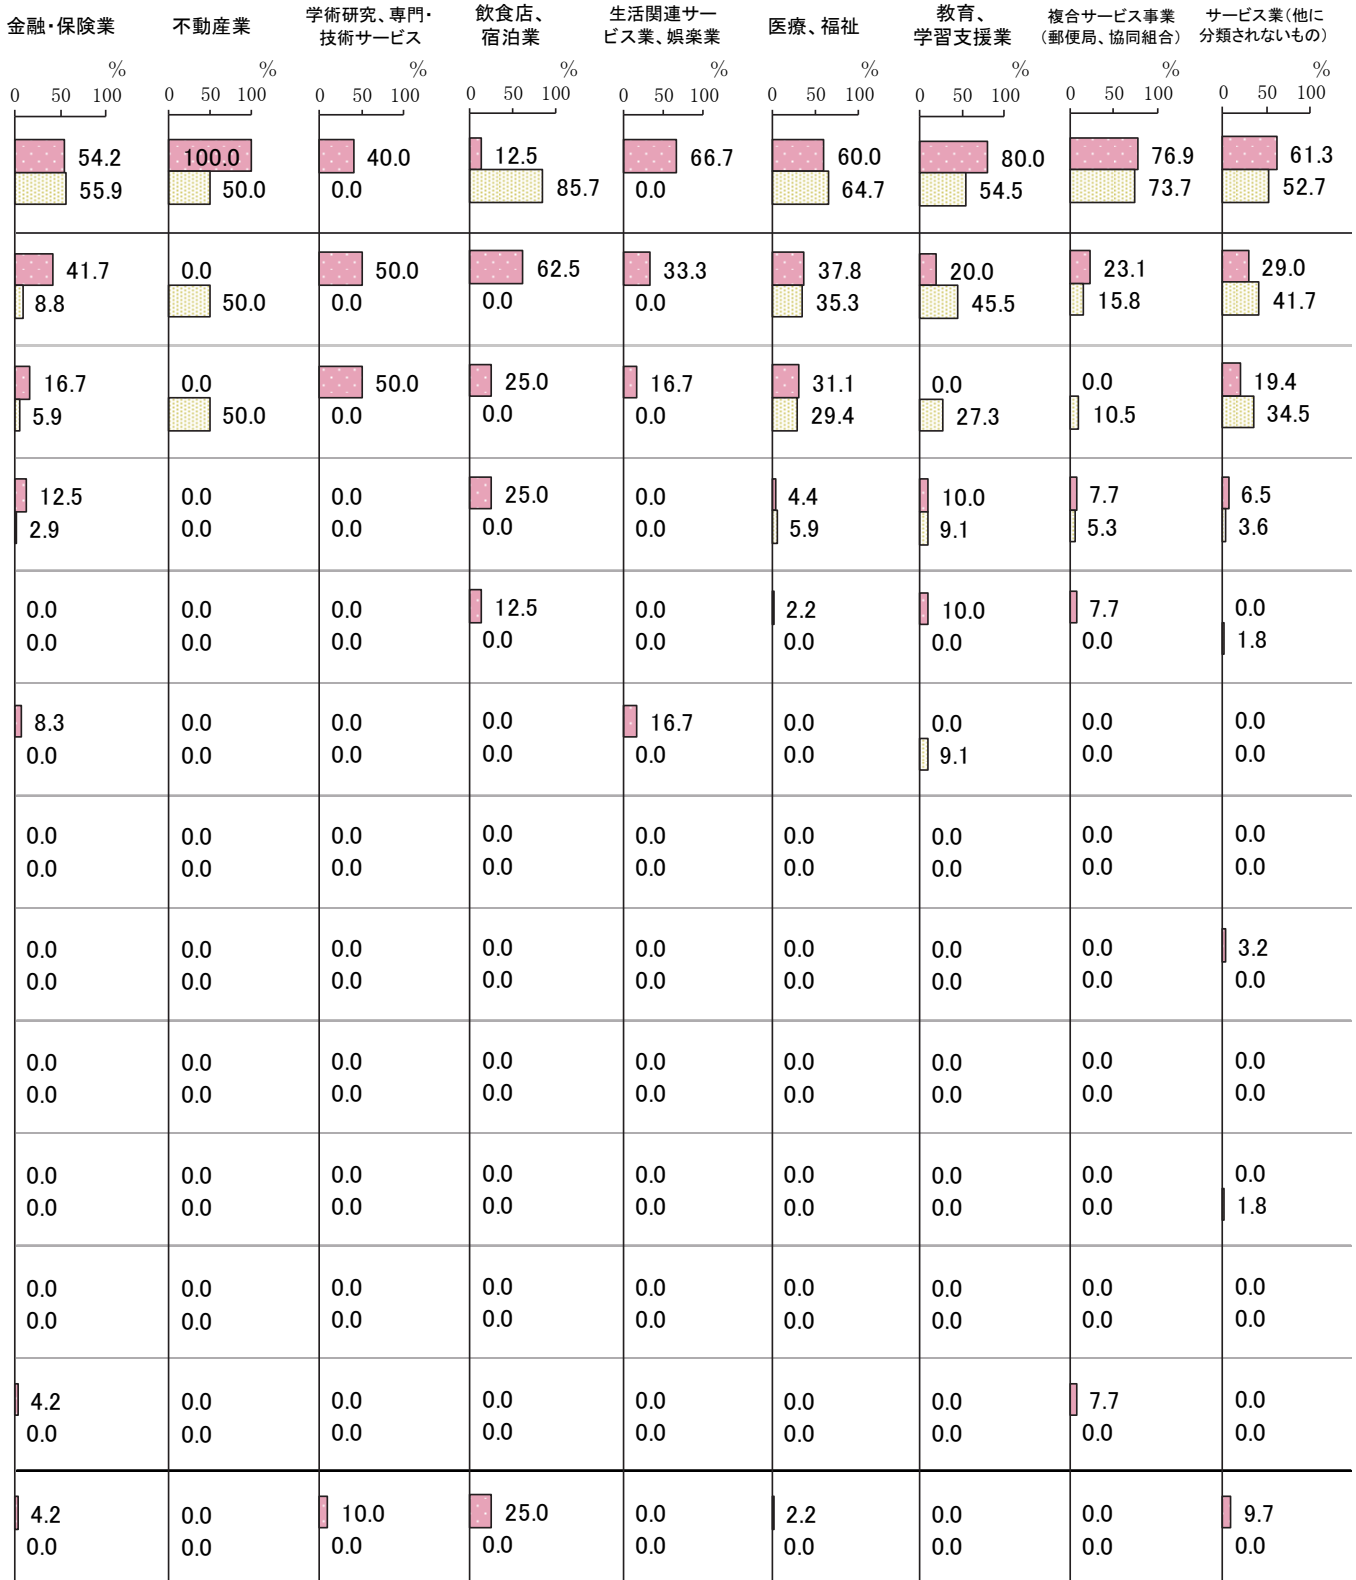 金融・保険業
不動産業
学術研究、専門・
技術サービス
飲食店、
宿泊業
生活関連サー
ビス業、娯楽業
医療、福祉
教育、
学習支援業
複合サービス事業
（郵便局、協同組合）
サービス業（他に
分類されないもの）
% % % % % % % % %
0 50 100 0 50 100 0 50 100 0 50 100 0 50 100 0 50 100 0 50 100 0 50 100 0 50 100
54.2 100.0 40.0 12.5 66.7 60.0 80.0 76.9 61.3
55.9 50.0 0.0 85.7 0.0 64.7 54.5 73.7 52.7
41.7 0.0 50.0 62.5 33.3 37.8 20.0 23.1 29.0
8.8 50.0 0.0 0.0 0.0 35.3 45.5 15.8 41.7
16.7 0.0 50.0 25.0 16.7 31.1 0.0 0.0 19.4
5.9 50.0 0.0 0.0 0.0 29.4 27.3 10.5 34.5
12.5 0.0 0.0 25.0 0.0 4.4 10.0 7.7 6.5
2.9 0.0 0.0 0.0 0.0 5.9 9.1 5.3 3.6
0.0 0.0 0.0 12.5 0.0 2.2 10.0 7.7 0.0
0.0 0.0 0.0 0.0 0.0 0.0 0.0 0.0 1.8
8.3 0.0 0.0 0.0 16.7 0.0 0.0 0.0 0.0
0.0 0.0 0.0 0.0 0.0 0.0 9.1 0.0 0.0
0.0 0.0 0.0 0.0 0.0 0.0 0.0 0.0 0.0
0.0 0.0 0.0 0.0 0.0 0.0 0.0 0.0 0.0
0.0 0.0 0.0 0.0 0.0 0.0 0.0 0.0 3.2
0.0 0.0 0.0 0.0 0.0 0.0 0.0 0.0 0.0
0.0 0.0 0.0 0.0 0.0 0.0 0.0 0.0 0.0
0.0 0.0 0.0 0.0 0.0 0.0 0.0 0.0 0.0
0.0 0.0 0.0 0.0 0.0 0.0 0.0 0.0 0.0
0.0 0.0 0.0 0.0 0.0 0.0 0.0 0.0 1.8
0.0 0.0 0.0 0.0 0.0 0.0 0.0 0.0 0.0
0.0 0.0 0.0 0.0 0.0 0.0 0.0 0.0 0.0
4.2 0.0 0.0 0.0 0.0 0.0 0.0 7.7 0.0
0.0 0.0 0.0 0.0 0.0 0.0 0.0 0.0 0.0
4.2 0.0 10.0 25.0 0.0 2.2 0.0 0.0 9.7
0.0 0.0 0.0 0.0 0.0 0.0 0.0 0.0 0.0